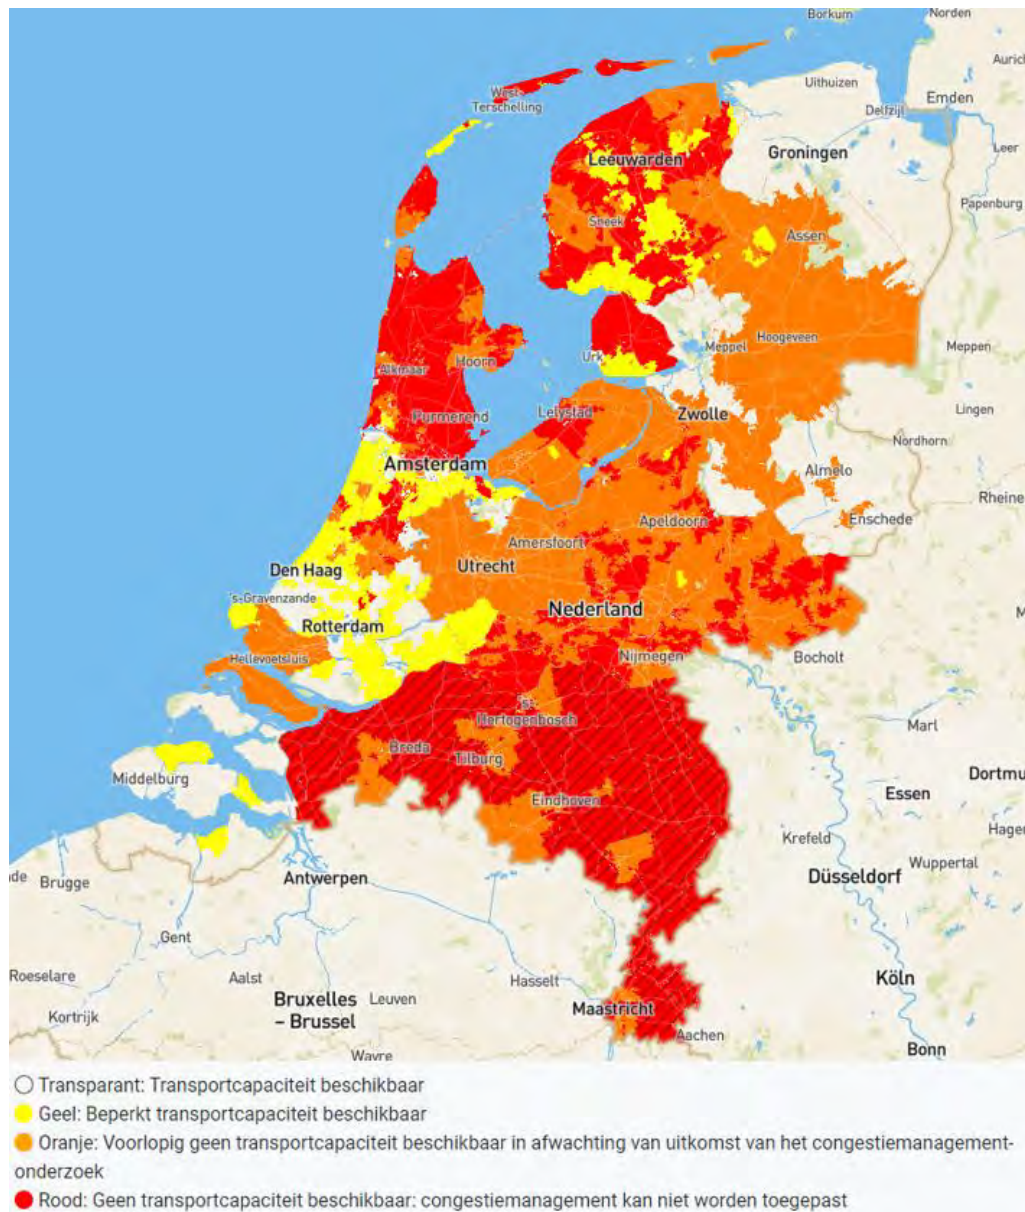 Borkum
Norden
Auric
Uithuizen
Delfzijl
Emden
West-
Terschelling
Leer
Leeuwarden
Groningen
Papenburg
Sneek
Assen
Urk
Meppel
Hoogeveen
Meppen
Hoorn
Alkmaar
Purmerend
Lelystad
Zwolle
Lingen
Nordhorn
Amsterdam
Almelo
Rheine
Enschede
Apeldoorn
Amersfoort
Den Haag
Utrecht
's-Gravenzande
Nederland
Rotterdam
Hellevoetsluis
Nijmegen
Bocholt
's-
Hertogenbosch
Marl
Breda
Tilburg
Middelburg
Dortmu
Eindhoven
Essen
Krefeld
Hagen
Wuppertal
de
Brugge
Antwerpen
Düsseldorf
Gent
Roeselare
Aalst
Hasselt
Köln
Bruxelles
– Brussel
Leuven
Maastricht
Kortrijk
Aachen
Wavre
Bonn
Transparant: Transportcapaciteit beschikbaar
Geel: Beperkt transportcapaciteit beschikbaar
Oranje: Voorlopig geen transportcapaciteit beschikbaar in afwachting van uitkomst van het congestiemanagement-
onderzoek
Rood: Geen transportcapaciteit beschikbaar: congestiemanagement kan niet worden toegepast